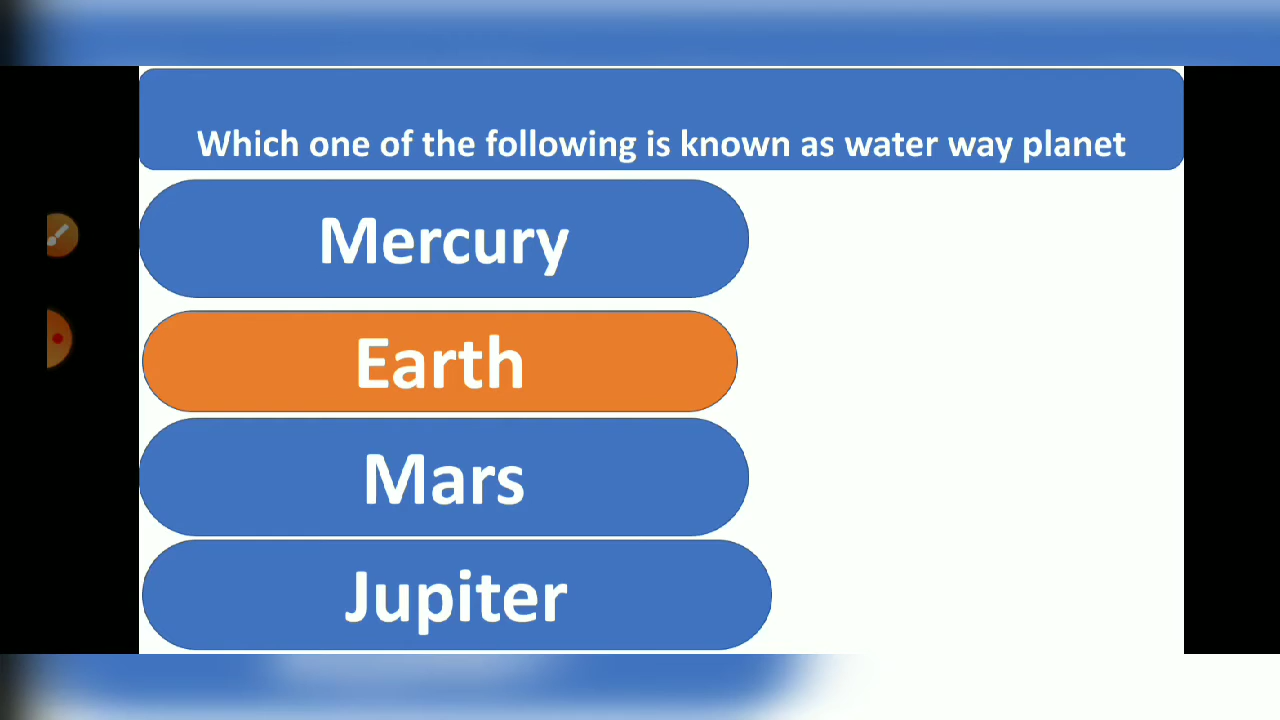 Which one of the following is known as water way planet
Mercury
Earth
Mars
Jupiter